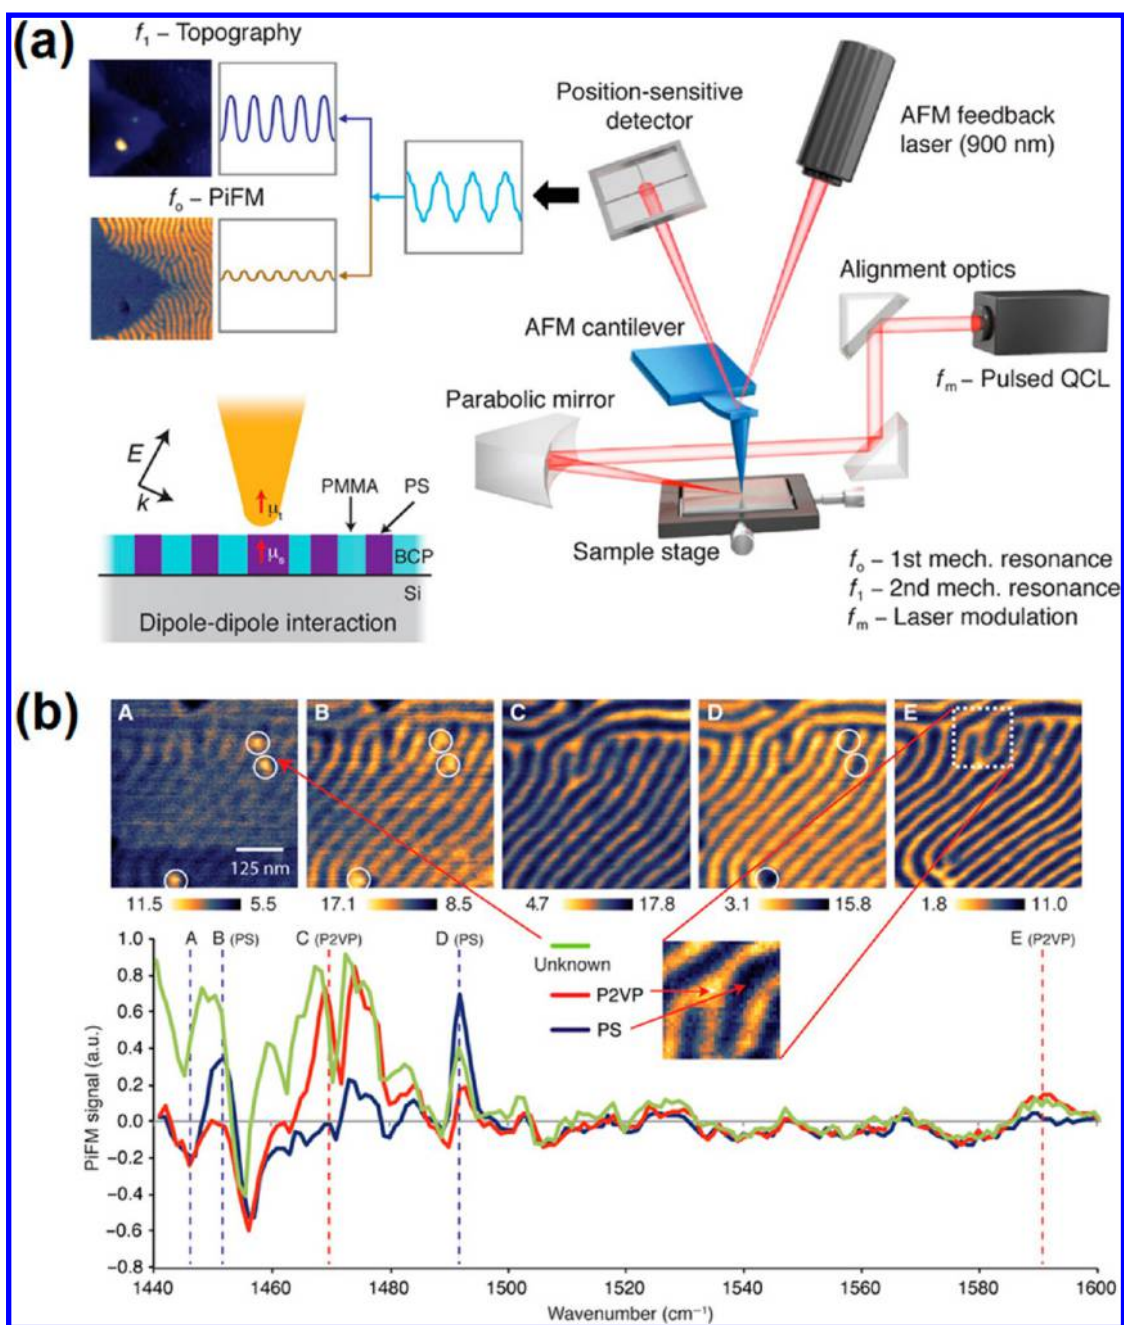 (a)
f₁ – Topography
Position-sensitive
detector
AFM feedback
laser (900 nm)
fₒ – PiFM
Alignment optics
AFM cantilever
fₘ – Pulsed QCL
Parabolic mirror
E
k
PMMA
PS
μₜ
μₛ
BCP
Si
Sample stage
Dipole-dipole interaction
fₒ – 1st mech. resonance
f₁ – 2nd mech. resonance
fₘ – Laser modulation
(b)
A
B
C
D
E
125 nm
11.5 5.5
17.1 8.5
4.7 17.8
3.1 15.8
1.8 11.0
A
B (PS)
C (P2VP)
D (PS)
E (P2VP)
Unknown
P2VP
PS
PiFM signal (a.u.)
1.0
0.8
0.6
0.4
0.2
0.0
−0.2
−0.4
−0.6
−0.8
1440 1460 1480 1500 1520 1540 1560 1580 1600
Wavenumber (cm⁻¹)